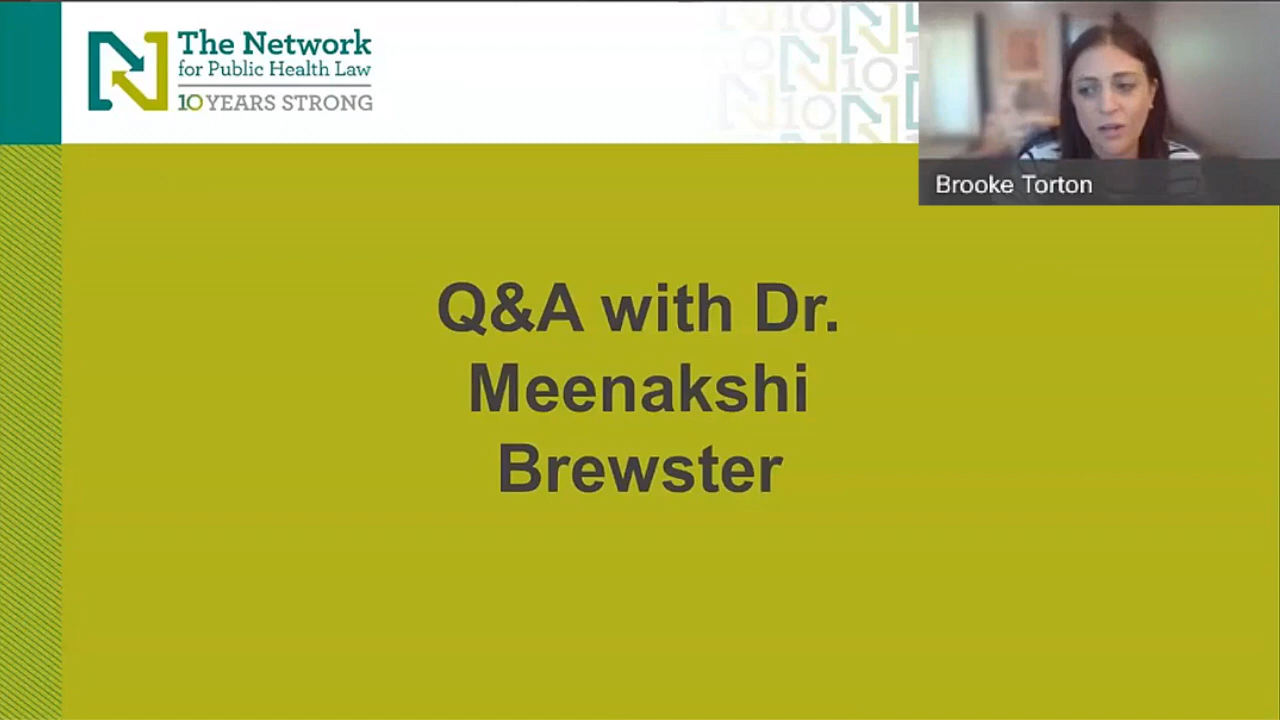 The Network
for Public Health Law
10 YEARS STRONG
Brooke Torton
Q&A with Dr.
Meenakshi
Brewster